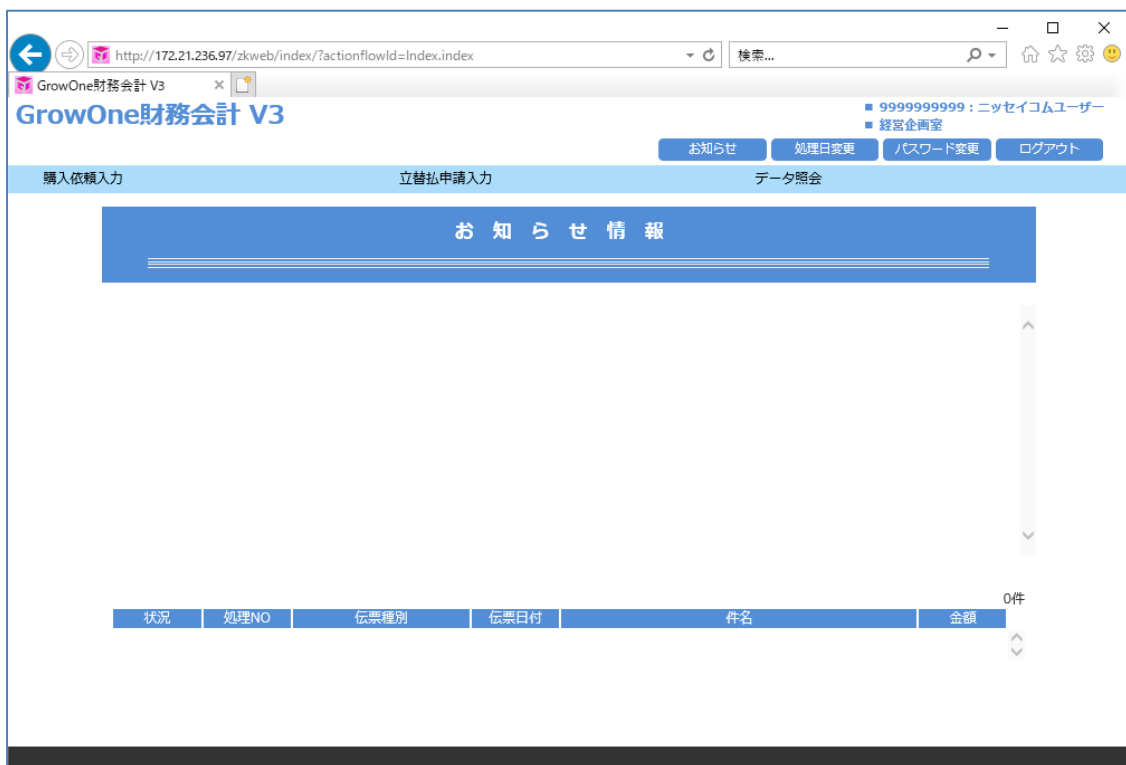 http://172.21.236.97/zkweb/index/?actionflowId=Index.index
検索...
GrowOne財務会計 V3
GrowOne財務会計 V3
■ 9999999999：ニッセイコムユーザー
■ 経営企画室
お知らせ 処理日変更 パスワード変更 ログアウト
購入依頼入力 立替払申請入力 データ照会
お知らせ情報
0件
状況 処理NO 伝票種別 伝票日付 件名 金額